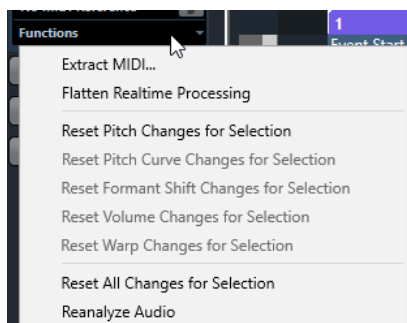 Functions
1
Event Start
Extract MIDI...
Flatten Realtime Processing
Reset Pitch Changes for Selection
Reset Pitch Curve Changes for Selection
Reset Formant Shift Changes for Selection
Reset Volume Changes for Selection
Reset Warp Changes for Selection
Reset All Changes for Selection
Reanalyze Audio